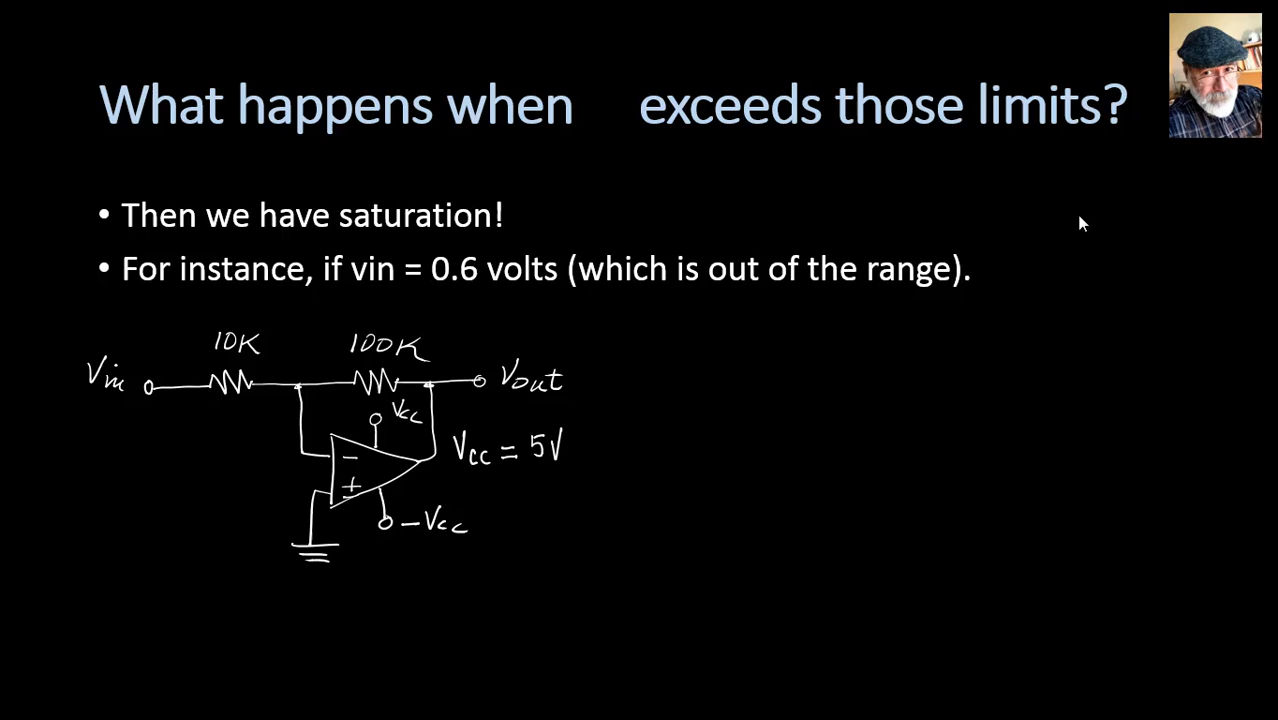 What happens when exceeds those limits?
• Then we have saturation!
• For instance, if vin = 0.6 volts (which is out of the range).
10K
100K
Vin
Vout
Vcc
Vcc = 5V
-
+
-Vcc